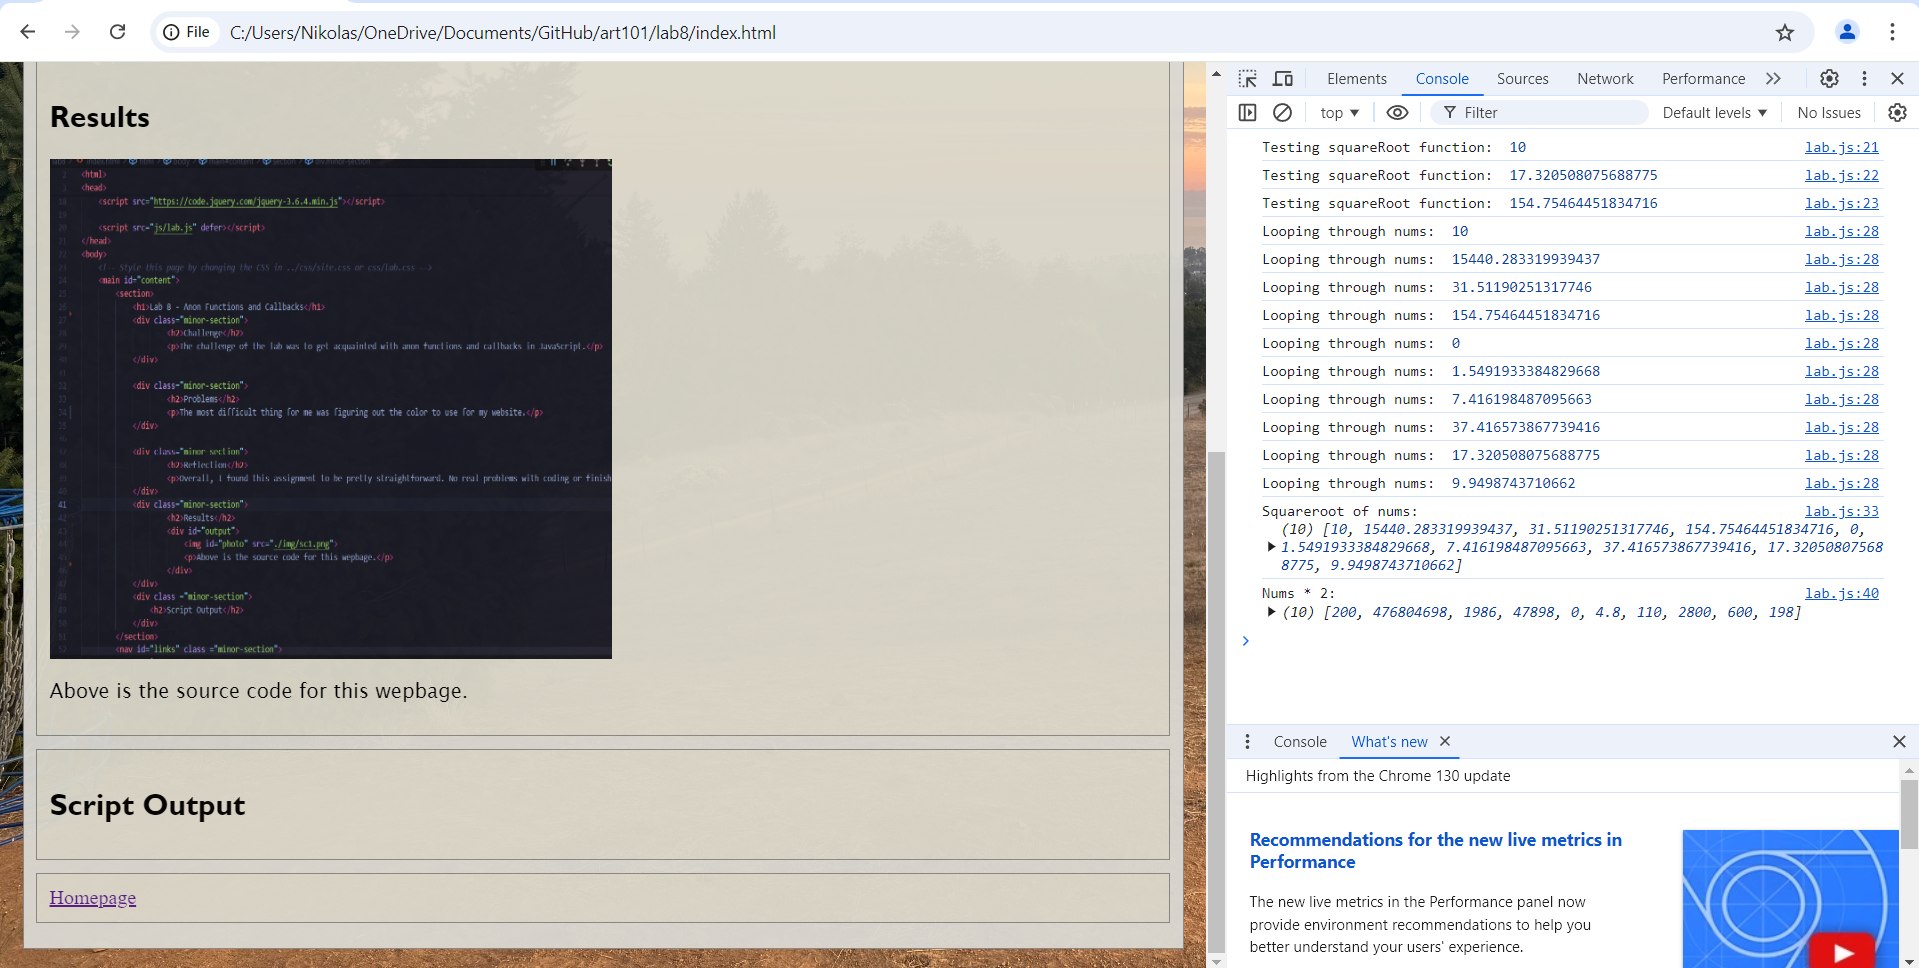 File
C:/Users/Nikolas/OneDrive/Documents/GitHub/art101/lab8/index.html
Results
<html>
<head>
<script src="https://code.jquery.com/jquery-3.6.4.min.js"></script>
<script src="js/lab.js" defer></script>
</head>
<body>
<!-- Style this page by changing the CSS in ../css/site.css or css/lab.css -->
<main id="content">
<section>
<h1>Lab 8 - Anon Functions and Callbacks</h1>
<div class="minor-section">
<h2>Challenge</h2>
<p>The challenge of the lab was to get acquainted with anon functions and callbacks in JavaScript.</p>
</div>
<div class="minor-section">
<h2>Problems</h2>
<p>The most difficult thing for me was figuring out the color to use for my website.</p>
</div>
<div class="minor-section">
<h2>Reflection</h2>
<p>Overall, i found this assignment to be pretty straightforward. No real problems with coding or finish
</div>
41 <div class="minor-section">
<h2>Results</h2>
<div id="output">
<img id="photo" src="./img/sc1.png">
<p>Above is the source code for this wepbage.</p>
</div>
</div>
<div class ="minor-section">
<h2>Script Output</h2>
</div>
</section>
<nav id="links" class ="minor-section">
Above is the source code for this wepbage.
Script Output
Homepage
Elements Console Sources Network Performance
top Filter Default levels No Issues
Testing squareRoot function: 10 lab.js:21
Testing squareRoot function: 17.320508075688775 lab.js:22
Testing squareRoot function: 154.75464451834716 lab.js:23
Looping through nums: 10 lab.js:28
Looping through nums: 15440.283319939437 lab.js:28
Looping through nums: 31.51190251317746 lab.js:28
Looping through nums: 154.75464451834716 lab.js:28
Looping through nums: 0 lab.js:28
Looping through nums: 1.5491933384829668 lab.js:28
Looping through nums: 7.416198487095663 lab.js:28
Looping through nums: 37.416573867739416 lab.js:28
Looping through nums: 17.320508075688775 lab.js:28
Looping through nums: 9.9498743710662 lab.js:28
Squareroot of nums: lab.js:33
(10) [10, 15440.283319939437, 31.51190251317746, 154.75464451834716, 0,
1.5491933384829668, 7.416198487095663, 37.416573867739416, 17.32050807568
8775, 9.9498743710662]
Nums * 2: lab.js:40
(10) [200, 476804698, 1986, 47898, 0, 4.8, 110, 2800, 600, 198]
Console What's new
Highlights from the Chrome 130 update
Recommendations for the new live metrics in
Performance
The new live metrics in the Performance panel now
provide environment recommendations to help you
better understand your users' experience.